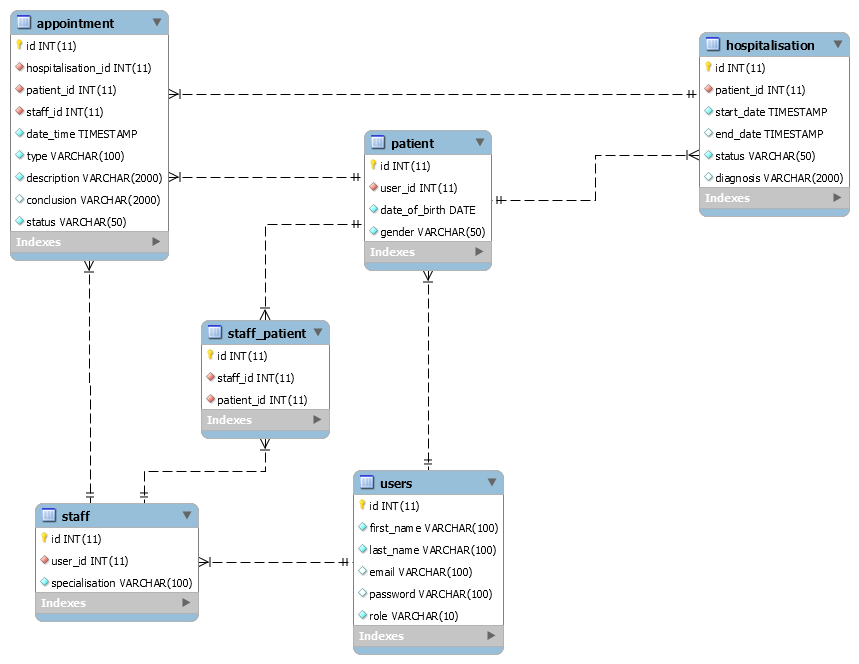 appointment
id INT(11)
hospitalisation_id INT(11)
patient_id INT(11)
staff_id INT(11)
date_time TIMESTAMP
type VARCHAR(100)
description VARCHAR(2000)
conclusion VARCHAR(2000)
status VARCHAR(50)
Indexes
hospitalisation
id INT(11)
patient_id INT(11)
start_date TIMESTAMP
end_date TIMESTAMP
status VARCHAR(50)
diagnosis VARCHAR(2000)
Indexes
patient
id INT(11)
user_id INT(11)
date_of_birth DATE
gender VARCHAR(50)
Indexes
staff_patient
id INT(11)
staff_id INT(11)
patient_id INT(11)
Indexes
staff
id INT(11)
user_id INT(11)
specialisation VARCHAR(100)
Indexes
users
id INT(11)
first_name VARCHAR(100)
last_name VARCHAR(100)
email VARCHAR(100)
password VARCHAR(100)
role VARCHAR(10)
Indexes